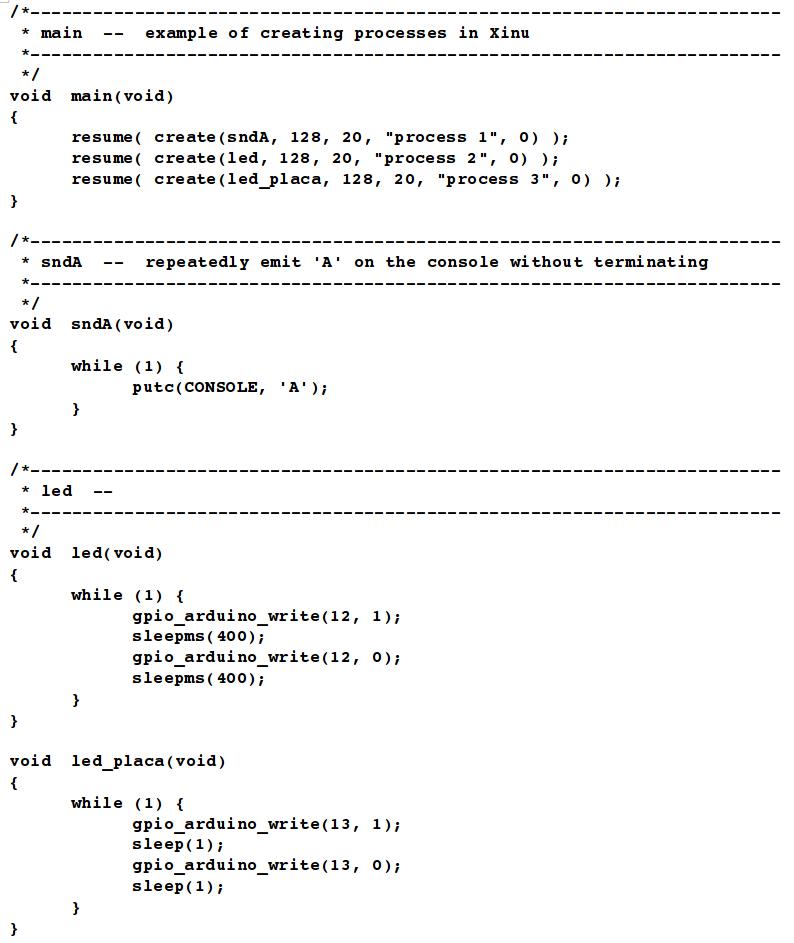 /*--------------------------------------------------------------------------
 * main  --  example of creating processes in Xinu
 *--------------------------------------------------------------------------
 */
void  main(void)
{
      resume( create(sndA, 128, 20, "process 1", 0) );
      resume( create(led, 128, 20, "process 2", 0) );
      resume( create(led_placa, 128, 20, "process 3", 0) );
}

/*--------------------------------------------------------------------------
 * sndA  --  repeatedly emit 'A' on the console without terminating
 *--------------------------------------------------------------------------
 */
void  sndA(void)
{
      while (1) {
            putc(CONSOLE, 'A');
      }
}

/*--------------------------------------------------------------------------
 * led  --
 *--------------------------------------------------------------------------
 */
void  led(void)
{
      while (1) {
            gpio_arduino_write(12, 1);
            sleepms(400);
            gpio_arduino_write(12, 0);
            sleepms(400);
      }
}

void  led_placa(void)
{
      while (1) {
            gpio_arduino_write(13, 1);
            sleep(1);
            gpio_arduino_write(13, 0);
            sleep(1);
      }
}